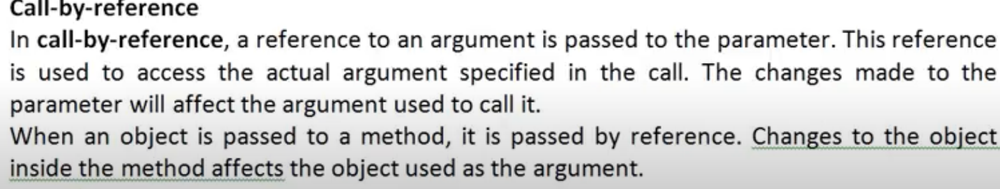 Call-by-reference
In call-by-reference, a reference to an argument is passed to the parameter. This reference
is used to access the actual argument specified in the call. The changes made to the
parameter will affect the argument used to call it.
When an object is passed to a method, it is passed by reference. Changes to the object
inside the method affects the object used as the argument.